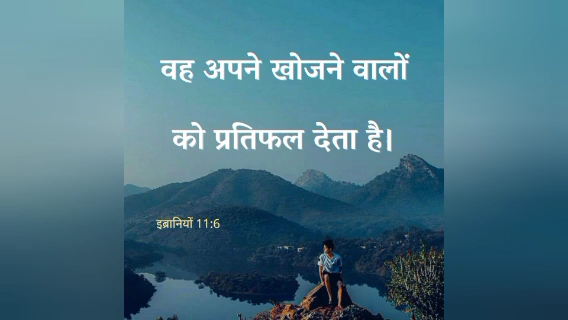 वह अपने खोजने वालों
को प्रतिफल देता है।
इब्रानियों 11:6